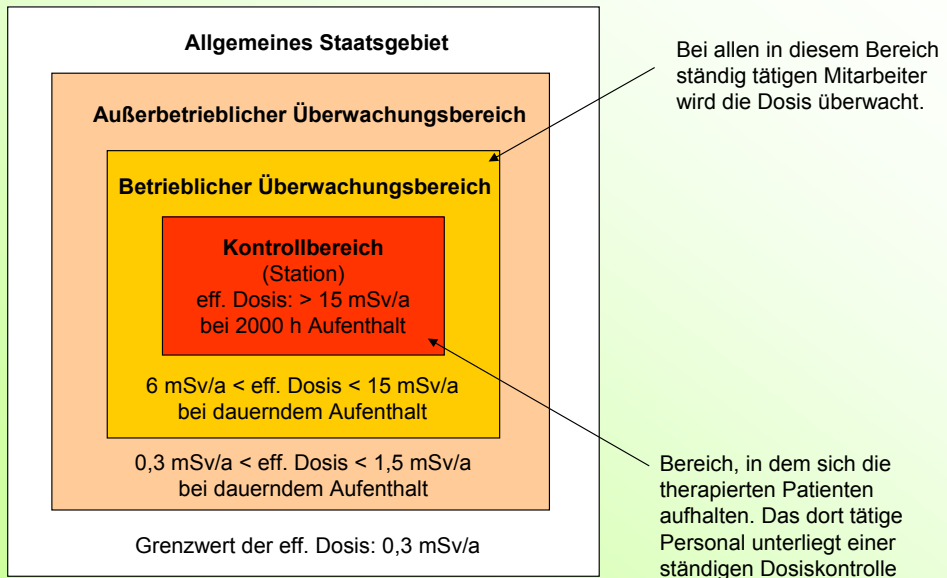 Allgemeines Staatsgebiet
Außerbetrieblicher Überwachungsbereich
Betrieblicher Überwachungsbereich
Kontrollbereich
(Station)
eff. Dosis: > 15 mSv/a
bei 2000 h Aufenthalt
6 mSv/a < eff. Dosis < 15 mSv/a
bei dauerndem Aufenthalt
0,3 mSv/a < eff. Dosis < 1,5 mSv/a
bei dauerndem Aufenthalt
Grenzwert der eff. Dosis: 0,3 mSv/a
Bei allen in diesem Bereich
ständig tätigen Mitarbeiter
wird die Dosis überwacht.
Bereich, in dem sich die
therapierten Patienten
aufhalten. Das dort tätige
Personal unterliegt einer
ständigen Dosiskontrolle